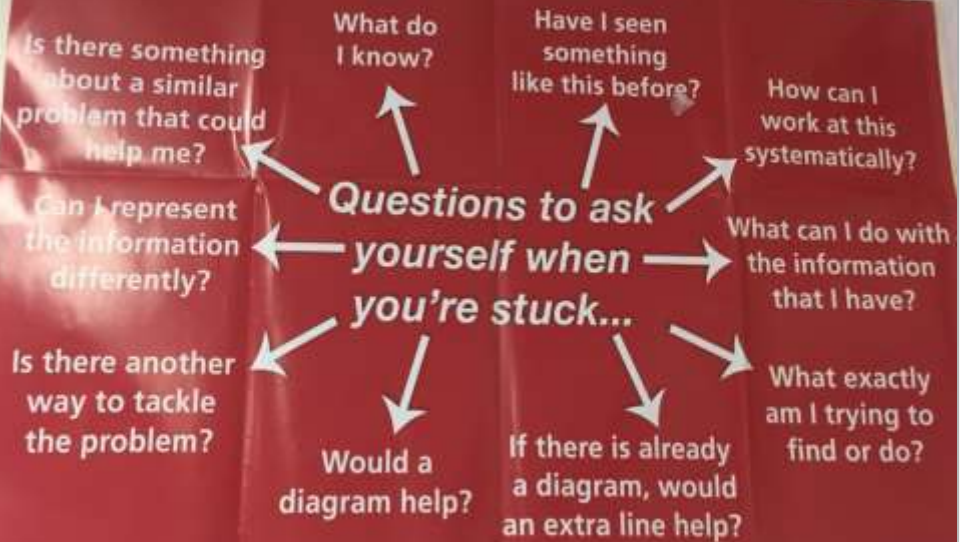 Is there something
about a similar
problem that could
help me?
What do
I know?
Have I seen
something
like this before?
How can I
work at this
systematically?
Questions to ask
yourself when
you're stuck...
Can I represent
the information
differently?
What can I do with
the information
that I have?
Is there another
way to tackle
the problem?
Would a
diagram help?
If there is already
a diagram, would
an extra line help?
What exactly
am I trying to
find or do?